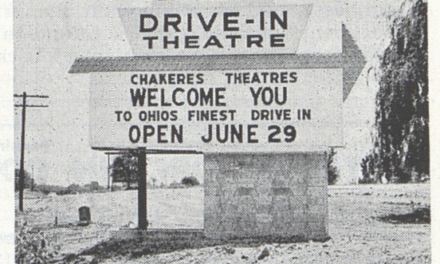 DRIVE-IN
THEATRE
CHAKERES THEATRES
WELCOME YOU
TO OHIOS FINEST DRIVE IN
OPEN JUNE 29